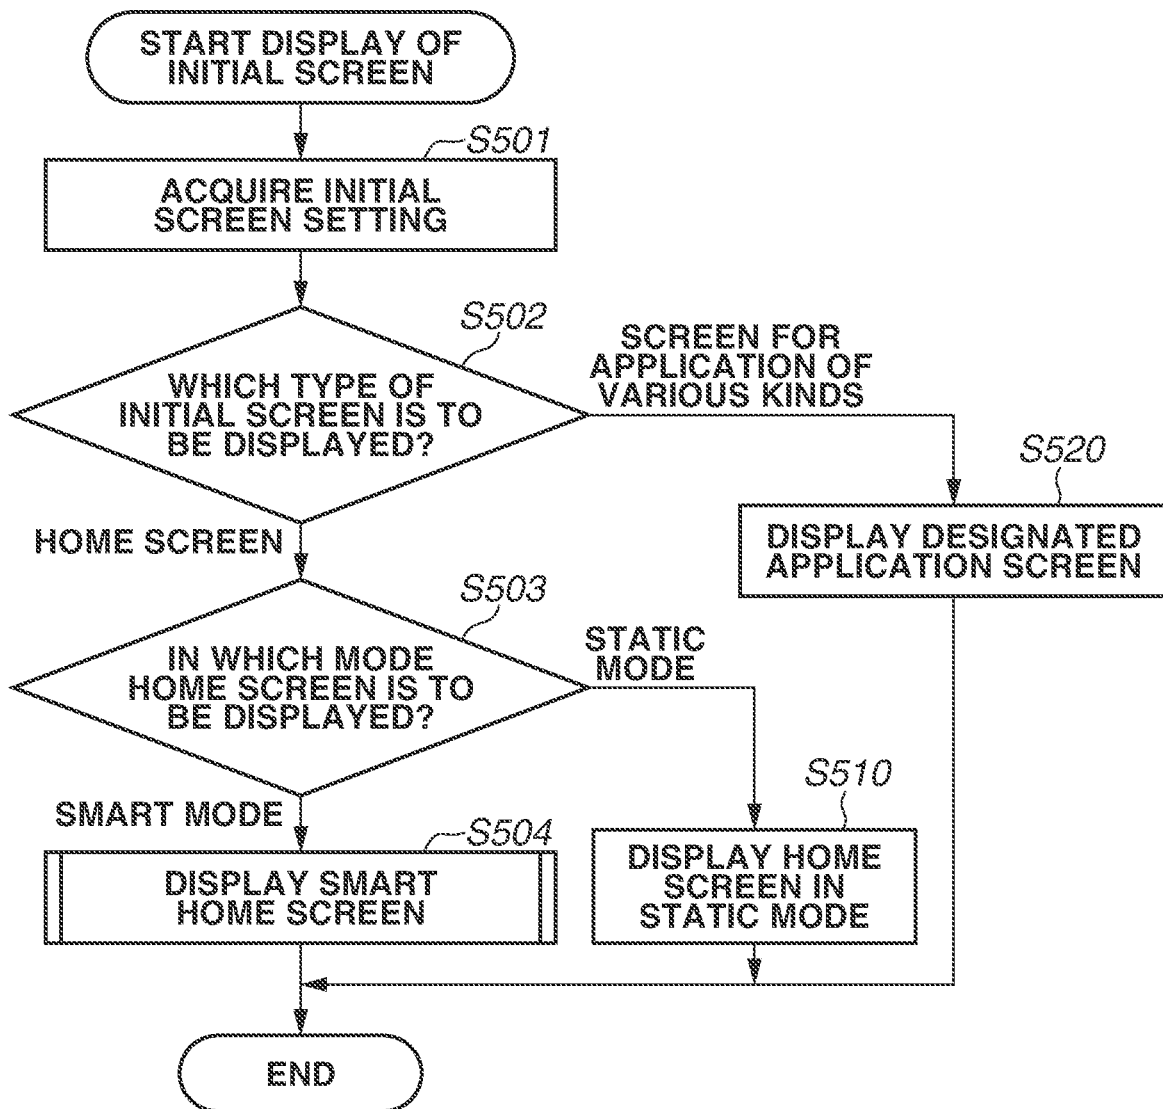 START DISPLAY OF
INITIAL SCREEN
S501
ACQUIRE INITIAL
SCREEN SETTING
S502
WHICH TYPE OF
INITIAL SCREEN IS TO
BE DISPLAYED?
SCREEN FOR
APPLICATION OF
VARIOUS KINDS
S520
DISPLAY DESIGNATED
APPLICATION SCREEN
HOME SCREEN
S503
IN WHICH MODE
HOME SCREEN IS TO
BE DISPLAYED?
STATIC
MODE
S510
DISPLAY HOME
SCREEN IN
STATIC MODE
SMART MODE
S504
DISPLAY SMART
HOME SCREEN
END